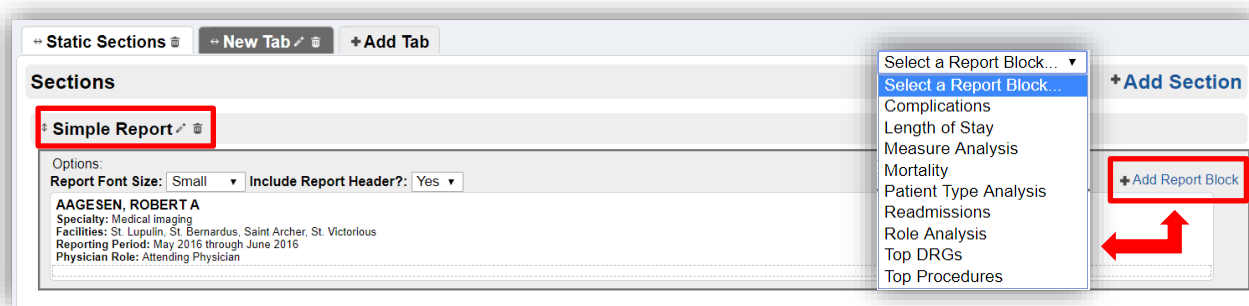 Static Sections
New Tab
+Add Tab
Sections
Select a Report Block...
+Add Section
Select a Report Block...
Complications
Length of Stay
Measure Analysis
Mortality
Patient Type Analysis
Readmissions
Role Analysis
Top DRGs
Top Procedures
Simple Report
Options:
Report Font Size: Small Include Report Header?: Yes
+Add Report Block
AAGESEN, ROBERT A
Specialty: Medical imaging
Facilities: St. Lupulin, St. Bernardus, Saint Archer, St. Victorious
Reporting Period: May 2016 through June 2016
Physician Role: Attending Physician